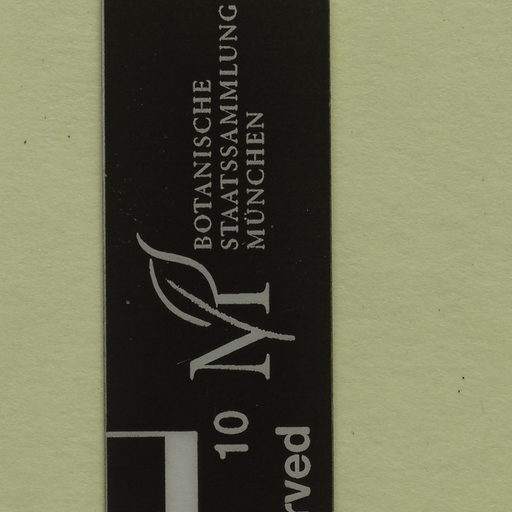 BOTANISCHE
STAATSSAMMLUNG
MÜNCHEN
M
10
rved